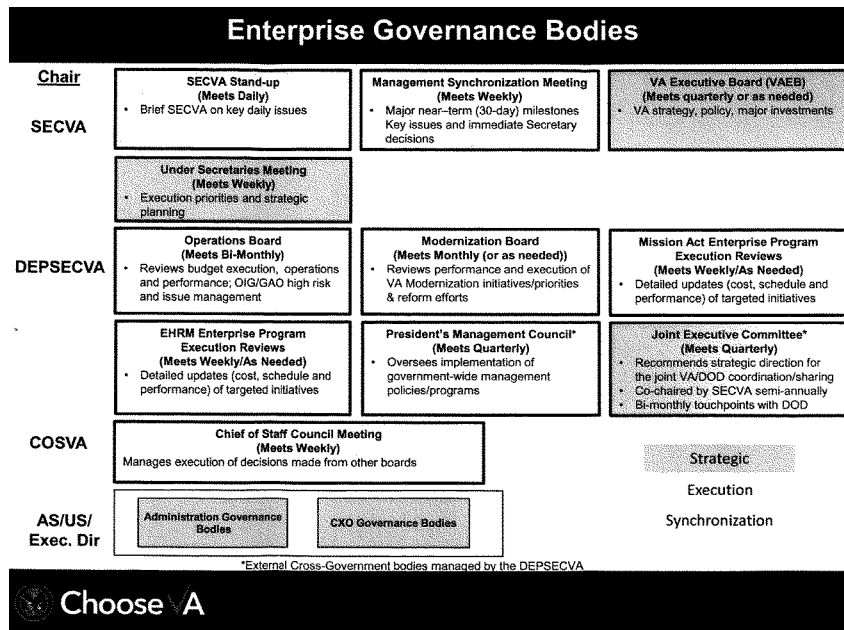 Enterprise Governance Bodies
Chair
SECVA
SECVA Stand-up
(Meets Daily)
• Brief SECVA on key daily issues
Management Synchronization Meeting
(Meets Weekly)
• Major near–term (30-day) milestones
Key issues and immediate Secretary
decisions
VA Executive Board (VAEB)
(Meets quarterly or as needed)
• VA strategy, policy, major investments
Under Secretaries Meeting
(Meets Weekly)
• Execution priorities and strategic
planning
DEPSECVA
Operations Board
(Meets Bi-Monthly)
• Reviews budget execution, operations
and performance; OIG/GAO high risk
and issue management
Modernization Board
(Meets Monthly (or as needed))
• Reviews performance and execution of
VA Modernization initiatives/priorities
& reform efforts
Mission Act Enterprise Program
Execution Reviews
(Meets Weekly/As Needed)
• Detailed updates (cost, schedule and
performance) of targeted initiatives
EHRM Enterprise Program
Execution Reviews
(Meets Weekly/As Needed)
• Detailed updates (cost, schedule and
performance) of targeted initiatives
President's Management Council*
(Meets Quarterly)
• Oversees implementation of
government-wide management
policies/programs
Joint Executive Committee*
(Meets Quarterly)
• Recommends strategic direction for
the joint VA/DOD coordination/sharing
• Co-chaired by SECVA semi-annually
• Bi-monthly touchpoints with DOD
COSVA
Chief of Staff Council Meeting
(Meets Weekly)
Manages execution of decisions made from other boards
Strategic
Execution
Synchronization
AS/US/
Exec. Dir
Administration Governance
Bodies
CXO Governance Bodies
*External Cross-Government bodies managed by the DEPSECVA
Choose VA